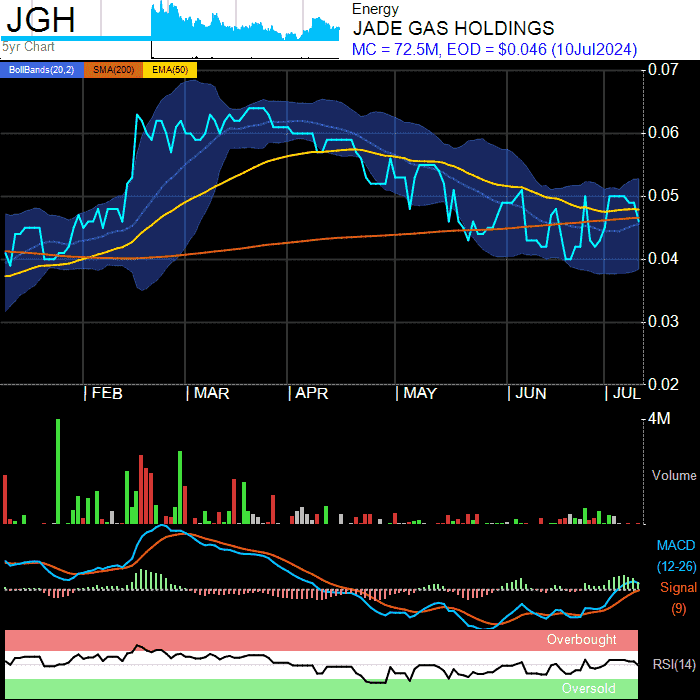 JGH
5yr Chart
Energy
JADE GAS HOLDINGS
MC = 72.5M, EOD = $0.046 (10Jul2024)
BollBands(20,2) SMA(200) EMA(50)
0.07
0.06
0.05
0.04
0.03
0.02
| FEB | MAR | APR | MAY | JUN | JUL
4M
Volume
MACD
(12-26)
Signal
(9)
Overbought
RSI(14)
Oversold